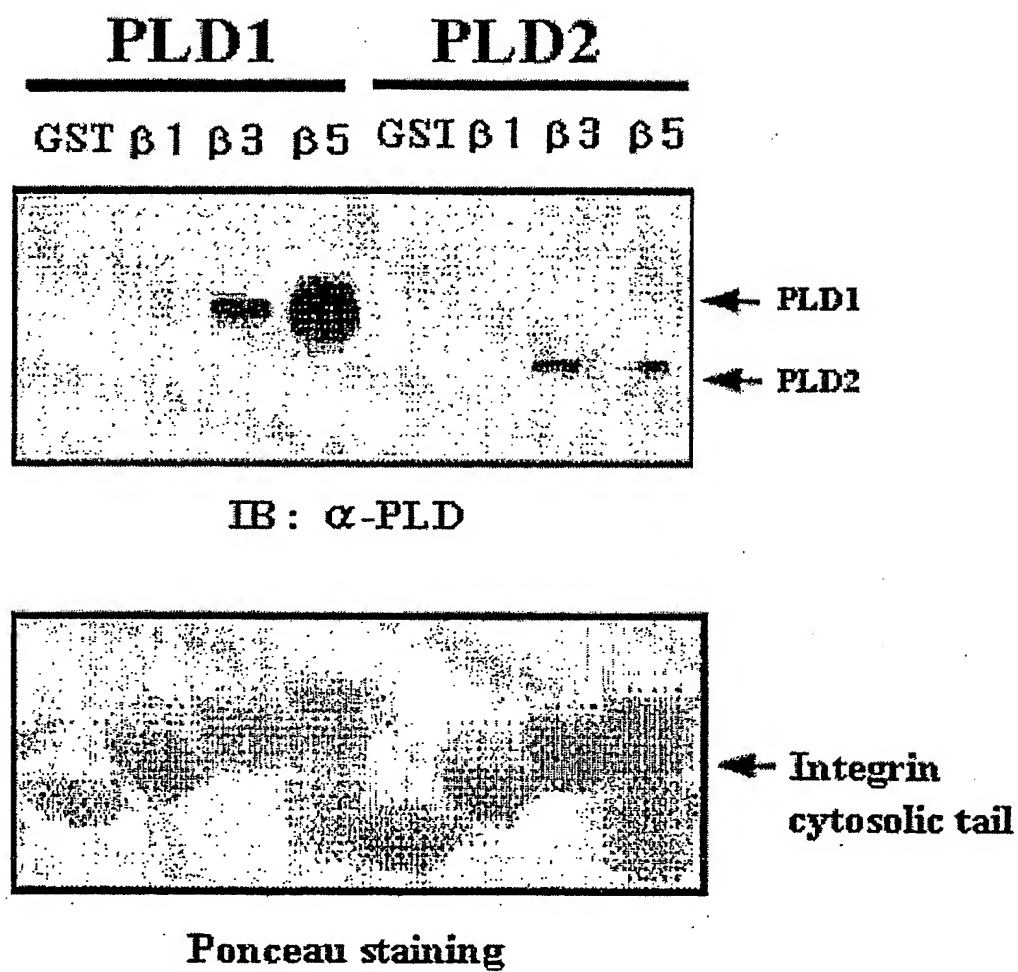 PLD1 PLD2
GST β1 β3 β5 GST β1 β3 β5
PLD1
PLD2
IB : α-PLD
Integrin
cytosolic tail
Ponceau staining